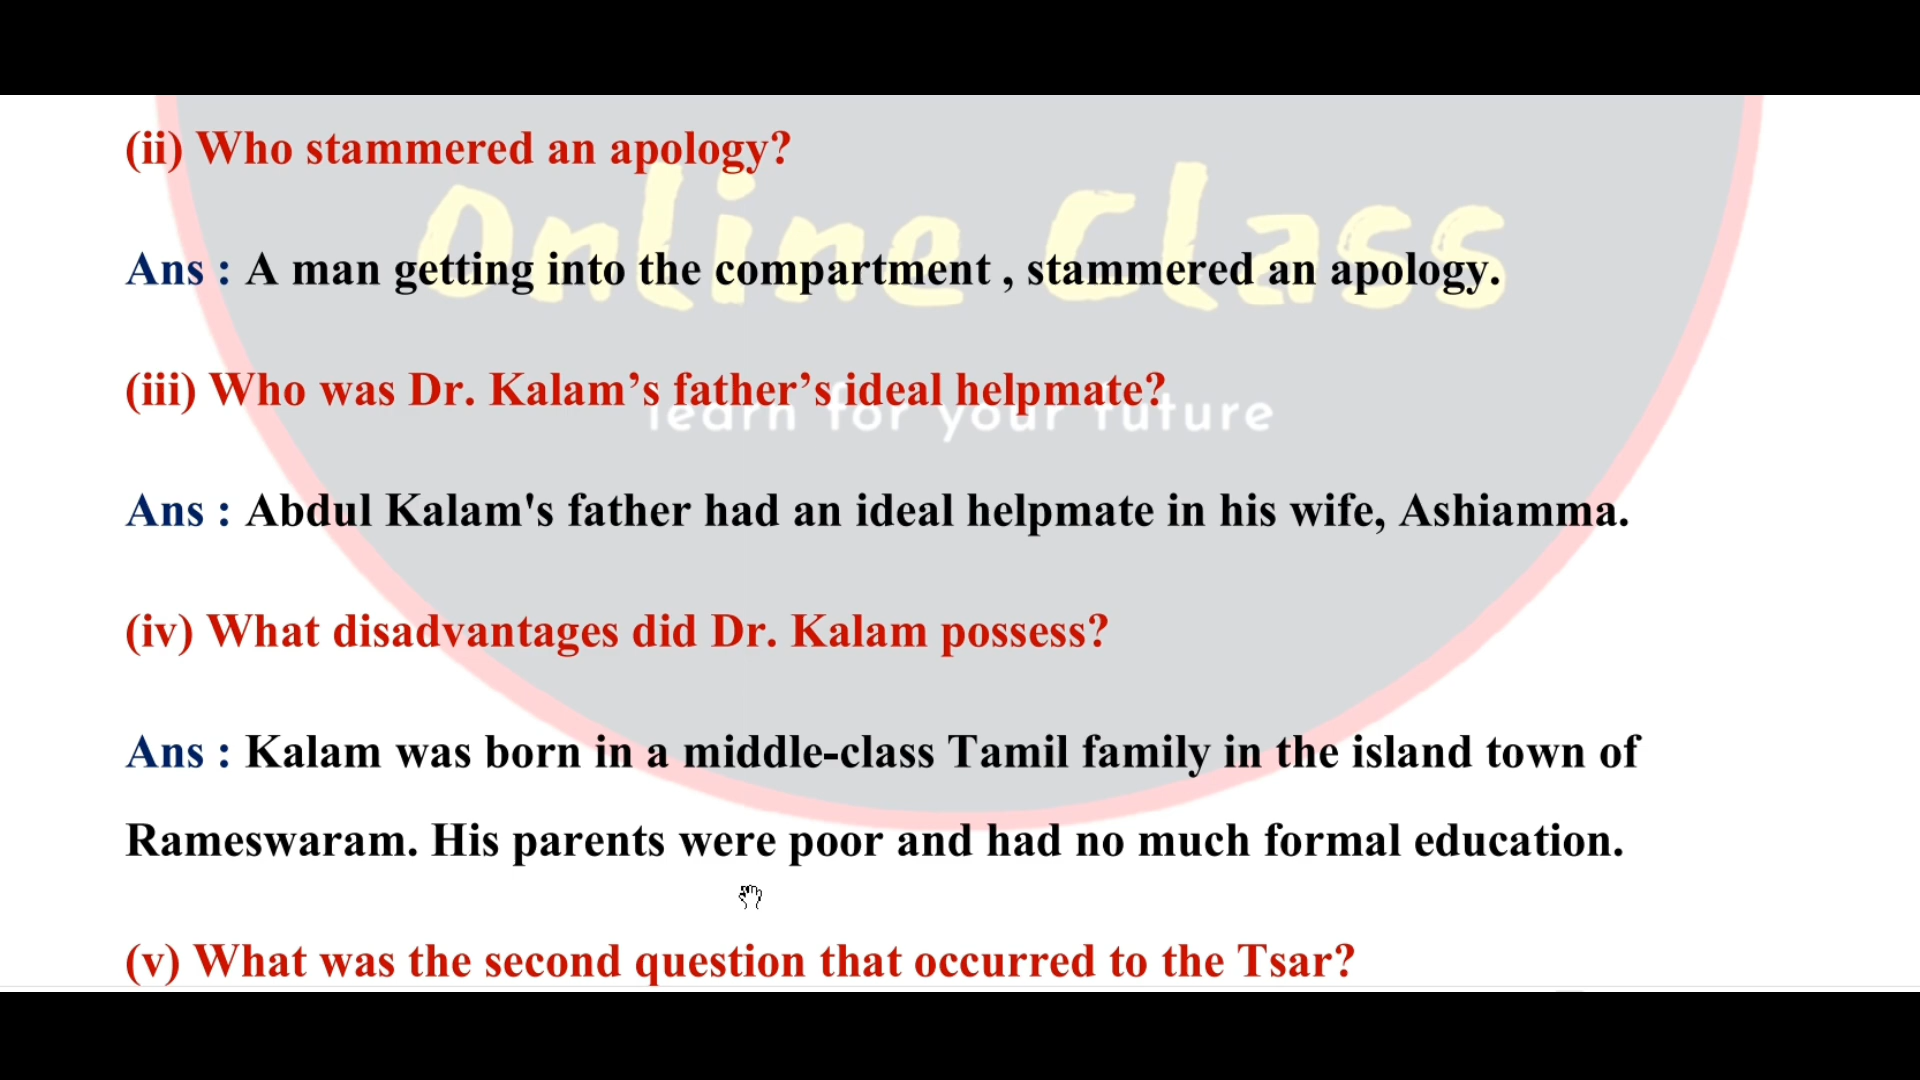 (ii) Who stammered an apology?
Online Class
Ans : A man getting into the compartment , stammered an apology.
(iii) Who was Dr. Kalam’s father’s ideal helpmate?
learn for your future
Ans : Abdul Kalam's father had an ideal helpmate in his wife, Ashiamma.
(iv) What disadvantages did Dr. Kalam possess?
Ans : Kalam was born in a middle-class Tamil family in the island town of
Rameswaram. His parents were poor and had no much formal education.
(v) What was the second question that occurred to the Tsar?